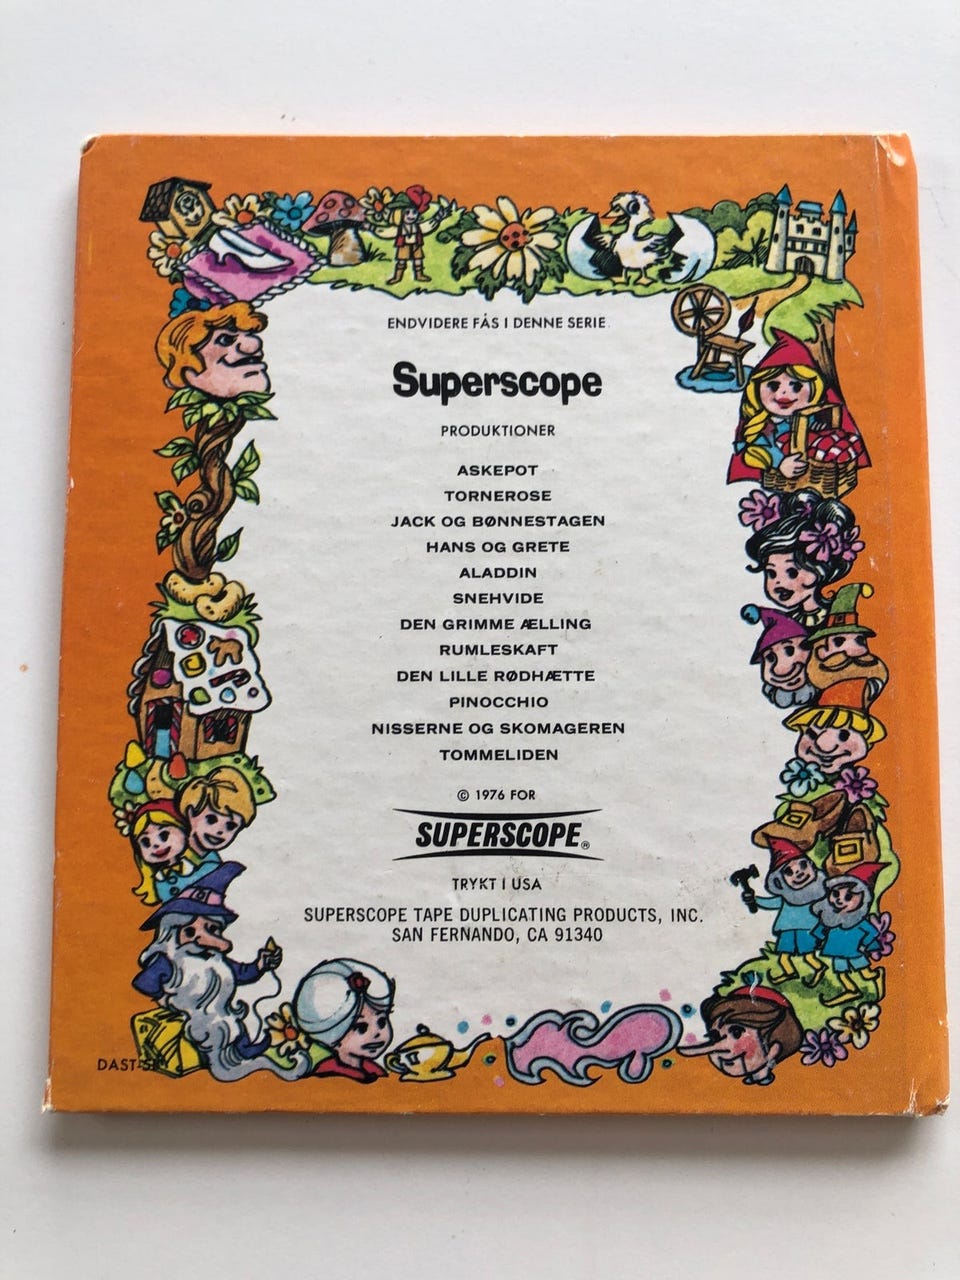 ENDVIDERE FÅS I DENNE SERIE
Superscope
PRODUKTIONER
ASKEPOT
TORNEROSE
JACK OG BØNNESTAGEN
HANS OG GRETE
ALADDIN
SNEHVIDE
DEN GRIMME ÆLLING
RUMLESKAFT
DEN LILLE RØDHÆTTE
PINOCCHIO
NISSERNE OG SKOMAGEREN
TOMMELIDEN
© 1976 FOR
SUPERSCOPE®
TRYKT I USA
SUPERSCOPE TAPE DUPLICATING PRODUCTS, INC.
SAN FERNANDO, CA 91340